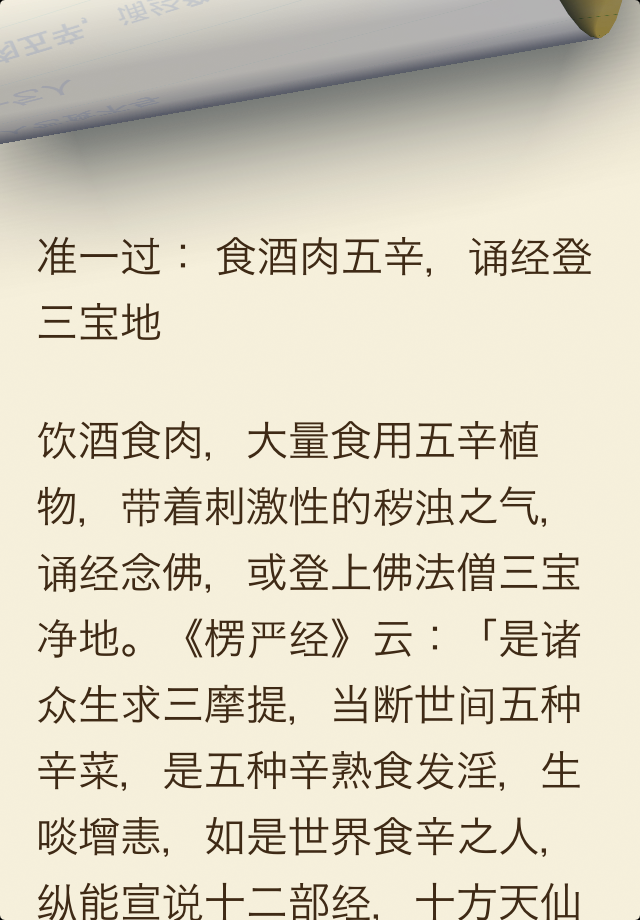 准一过：食酒肉五辛，诵经登
三宝地
饮酒食肉，大量食用五辛植
物，带着刺激性的秽浊之气，
诵经念佛，或登上佛法僧三宝
净地。《楞严经》云：「是诸
众生求三摩提，当断世间五种
辛菜，是五种辛熟食发淫，生
啖增恚，如是世界食辛之人，
纵能宣说十二部经，十方天仙